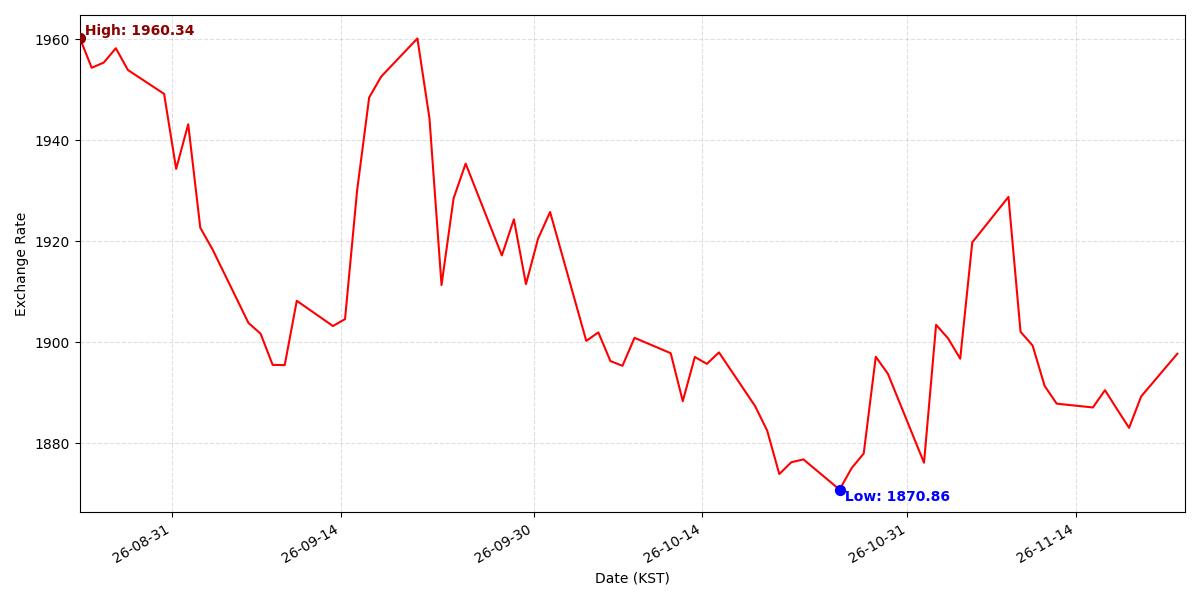 High: 1960.34
1960
1940
1920
1900
1880
Exchange Rate
Low: 1870.86
26-08-31
26-09-14
26-09-30
26-10-14
26-10-31
26-11-14
Date (KST)